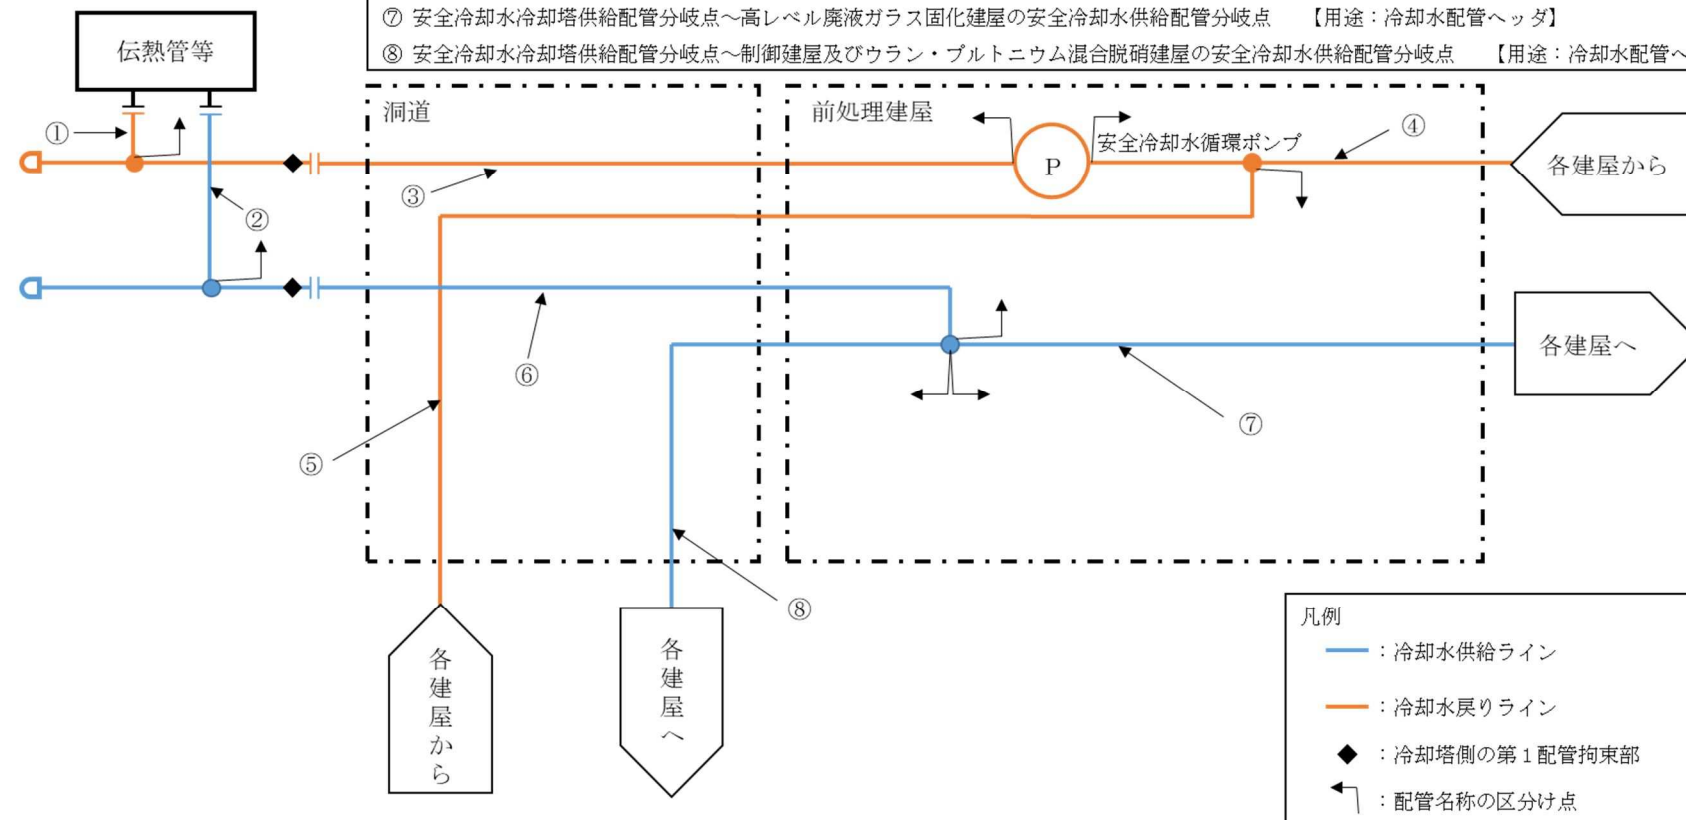 ⑦ 安全冷却水冷却塔供給配管分岐点～高レベル廃液ガラス固化建屋の安全冷却水供給配管分岐点 【用途：冷却水配管ヘッダ】
⑧ 安全冷却水冷却塔供給配管分岐点～制御建屋及びウラン・プルトニウム混合脱硝建屋の安全冷却水供給配管分岐点 【用途：冷却水配管ヘ
伝熱管等
洞道
前処理建屋
①
④
安全冷却水循環ポンプ
P
各建屋から
③
②
各建屋へ
⑥
⑦
⑤
⑧
各建屋から
各建屋へ
凡例
：冷却水供給ライン
：冷却水戻りライン
：冷却塔側の第１配管拘束部
：配管名称の区分け点